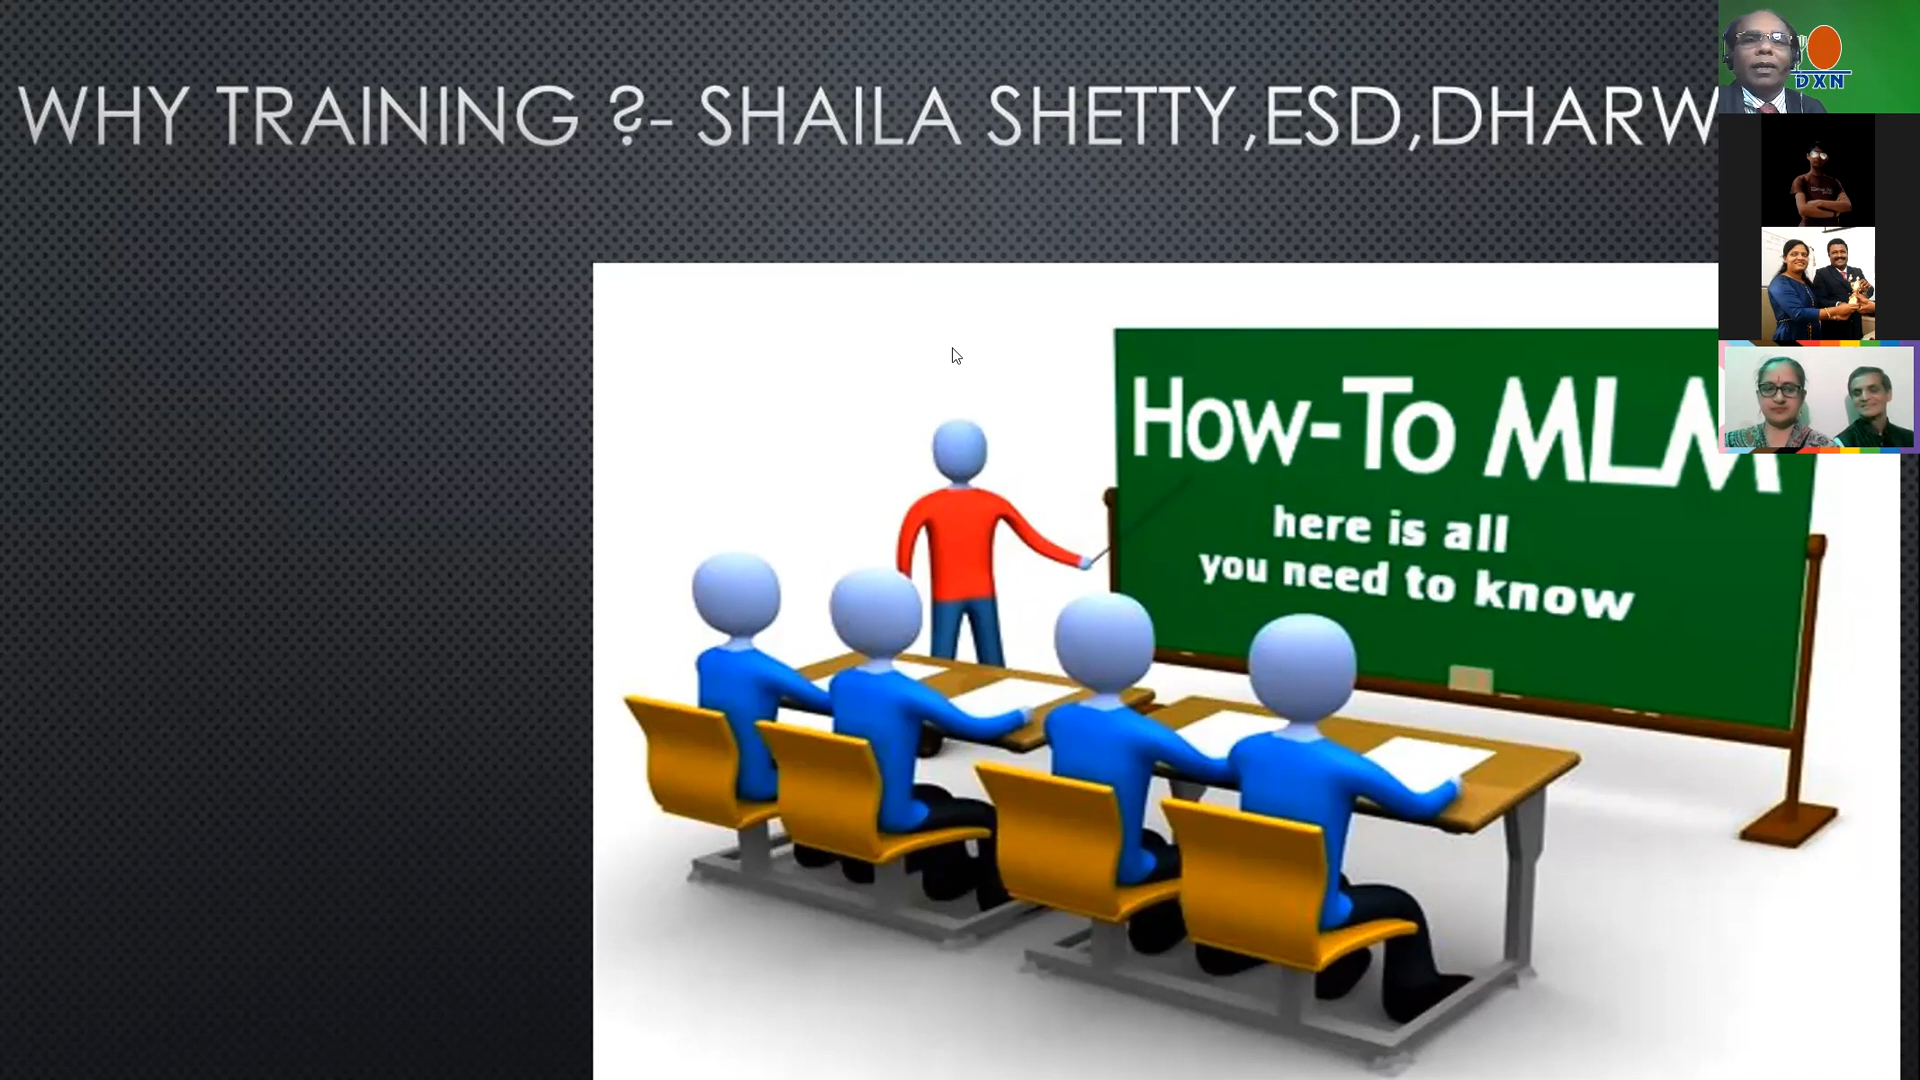 WHY TRAINING ?- SHAILA SHETTY,ESD,DHARW
DXN
How-To MLM
here is all
you need to know